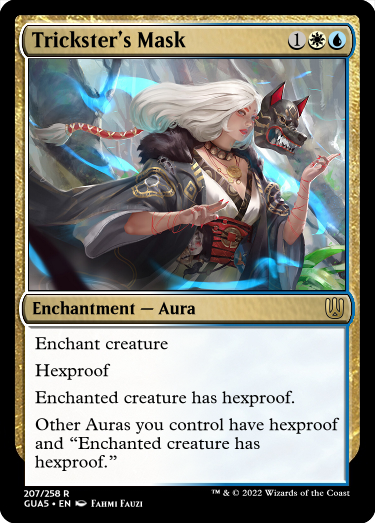 Trickster's Mask 1
Enchantment — Aura
Enchant creature
Hexproof
Enchanted creature has hexproof.
Other Auras you control have hexproof
and “Enchanted creature has
hexproof.”
207/258 R
GUA5 • EN Fahmi Fauzi
™ & © 2022 Wizards of the Coast